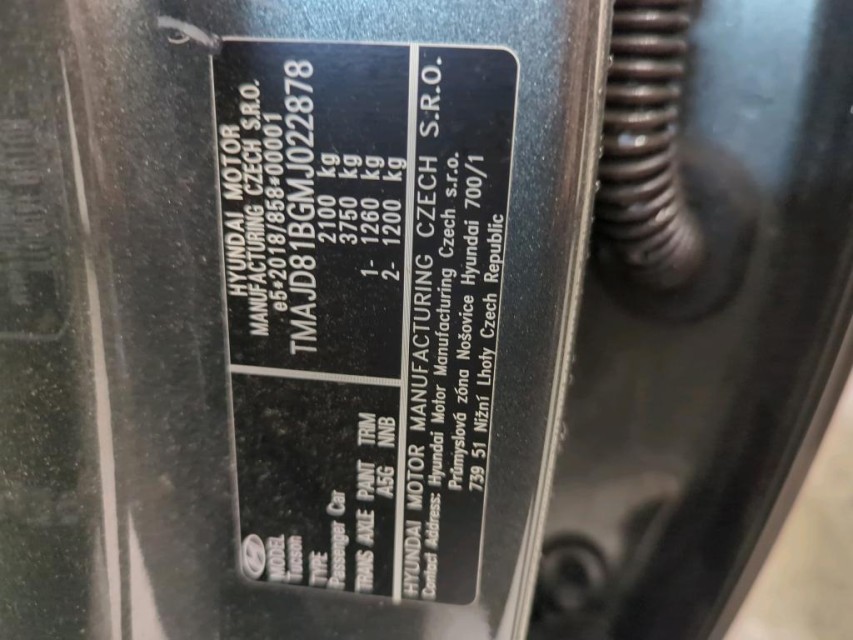 HYUNDAI MOTOR
MANUFACTURING CZECH S.R.O.
e5*2018/858*00001
TMAJD81BGMJ022878
2100 kg
3750 kg
1- 1260 kg
2- 1200 kg
MODEL
Tucson
TYPE
Passenger Car
TRANS AXLE PAINT TRM
A5G NNB
HYUNDAI MOTOR MANUFACTURING CZECH S.R.O.
Contact Address: Hyundai Motor Manufacturing Czech s.r.o.
Průmyslová zóna Nošovice Hyundai 700/1
739 51 Nižní Lhoty Czech Republic